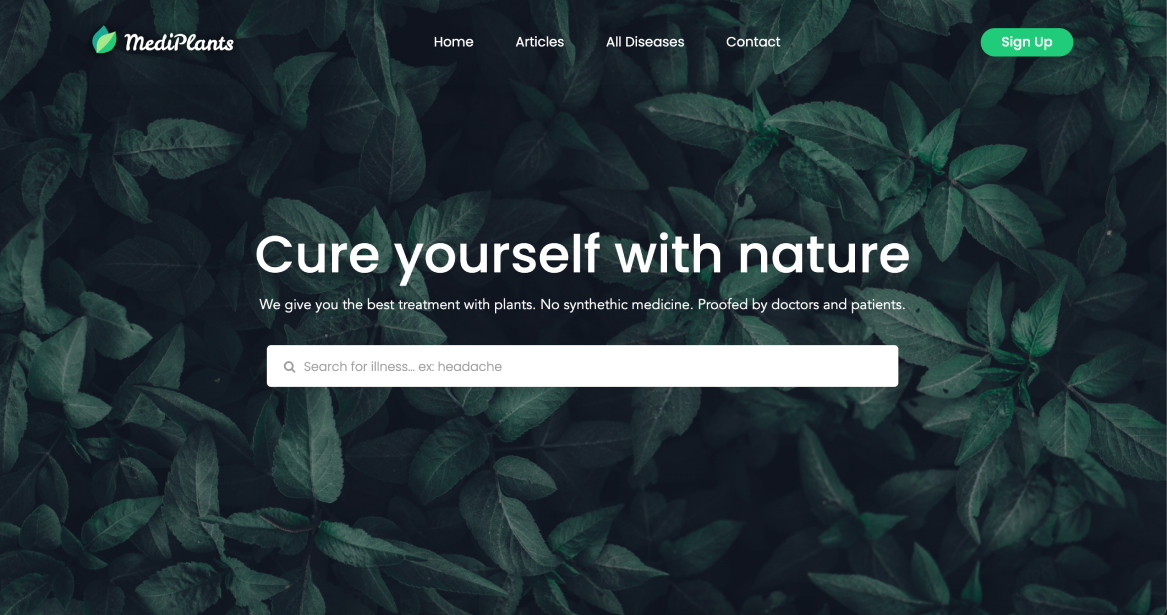 MediPlants
Home
Articles
All Diseases
Contact
Sign Up
Cure yourself with nature
We give you the best treatment with plants. No synthethic medicine. Proofed by doctors and patients.
Search for illness... ex: headache